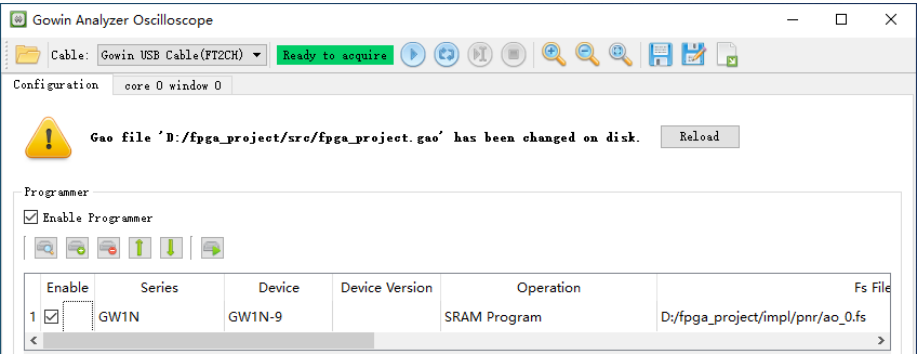 Gowin Analyzer Oscilloscope
Cable: Gowin USB Cable(FT2CH) Ready to acquire
Configuration core 0 window 0
Gao file 'D:/fpga_project/src/fpga_project.gao' has been changed on disk. Reload
Programmer
Enable Programmer
Enable Series Device Device Version Operation Fs File
1 GW1N GW1N-9 SRAM Program D:/fpga_project/impl/pnr/ao_0.fs